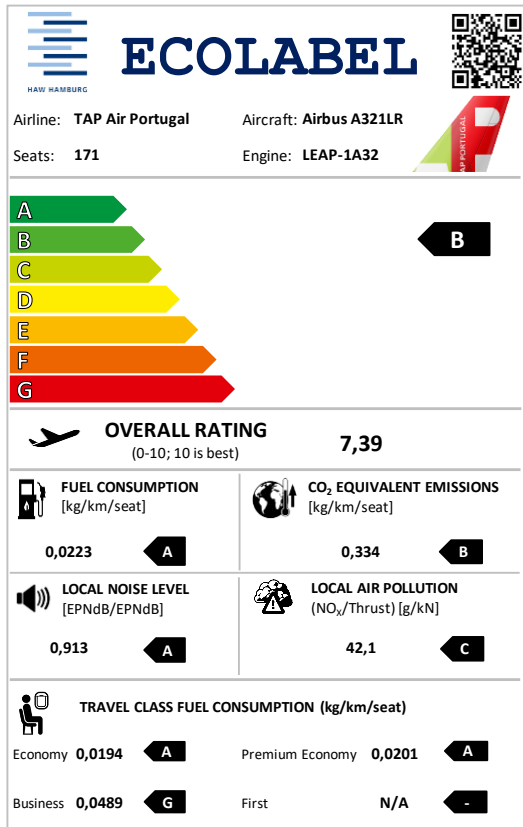 ECOLABEL
HAW HAMBURG
Airline: TAP Air Portugal Aircraft: Airbus A321LR
Seats: 171 Engine: LEAP-1A32
TAP PORTUGAL
A
B B
C
D
E
F
G
OVERALL RATING
(0-10; 10 is best) 7,39
FUEL CONSUMPTION
[kg/km/seat]
0,0223 A
CO₂ EQUIVALENT EMISSIONS
[kg/km/seat]
0,334 B
LOCAL NOISE LEVEL
[EPNdB/EPNdB]
0,913 A
LOCAL AIR POLLUTION
(NOₓ/Thrust) [g/kN]
42,1 C
TRAVEL CLASS FUEL CONSUMPTION (kg/km/seat)
Economy 0,0194 A Premium Economy 0,0201 A
Business 0,0489 G First N/A -